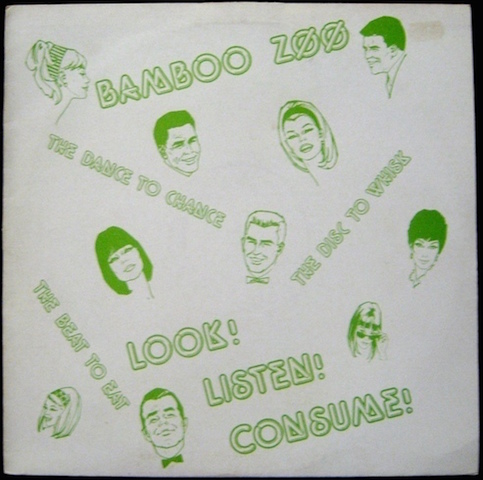 BAMBOO ZØØ
THE DANCE TO CHANCE
THE DISC TO WHISK
THE BEAT TO EAT
LOOK!
LISTEN!
CONSUME!